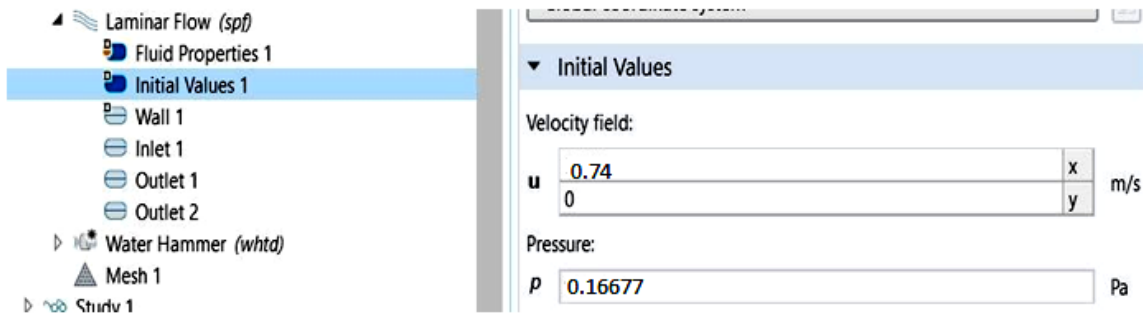 Laminar Flow (spf)
Fluid Properties 1
Initial Values 1
Wall 1
Inlet 1
Outlet 1
Outlet 2
Water Hammer (whtd)
Mesh 1
Study 1
Initial Values
Velocity field:
u 0.74 x m/s
0 y
Pressure:
p 0.16677 Pa